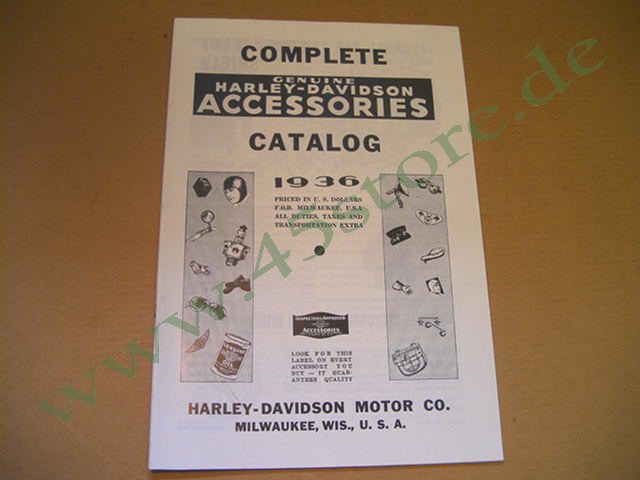 COMPLETE
GENUINE
HARLEY-DAVIDSON
ACCESSORIES
CATALOG
1936
PRICED IN U. S. DOLLARS
F.O.B. MILWAUKEE, U.S.A
ALL DUTIES, TAXES AND
TRANSPORTATION EXTRA
INSPECTED & APPROVED
ACCESSORIES
LOOK FOR THIS
LABEL ON EVERY
ACCESSORY YOU
BUY — IT GUAR-
ANTEES QUALITY
GENUINE
OIL
HARLEY-DAVIDSON MOTOR CO.
MILWAUKEE, WIS., U. S. A.
www.45store.de